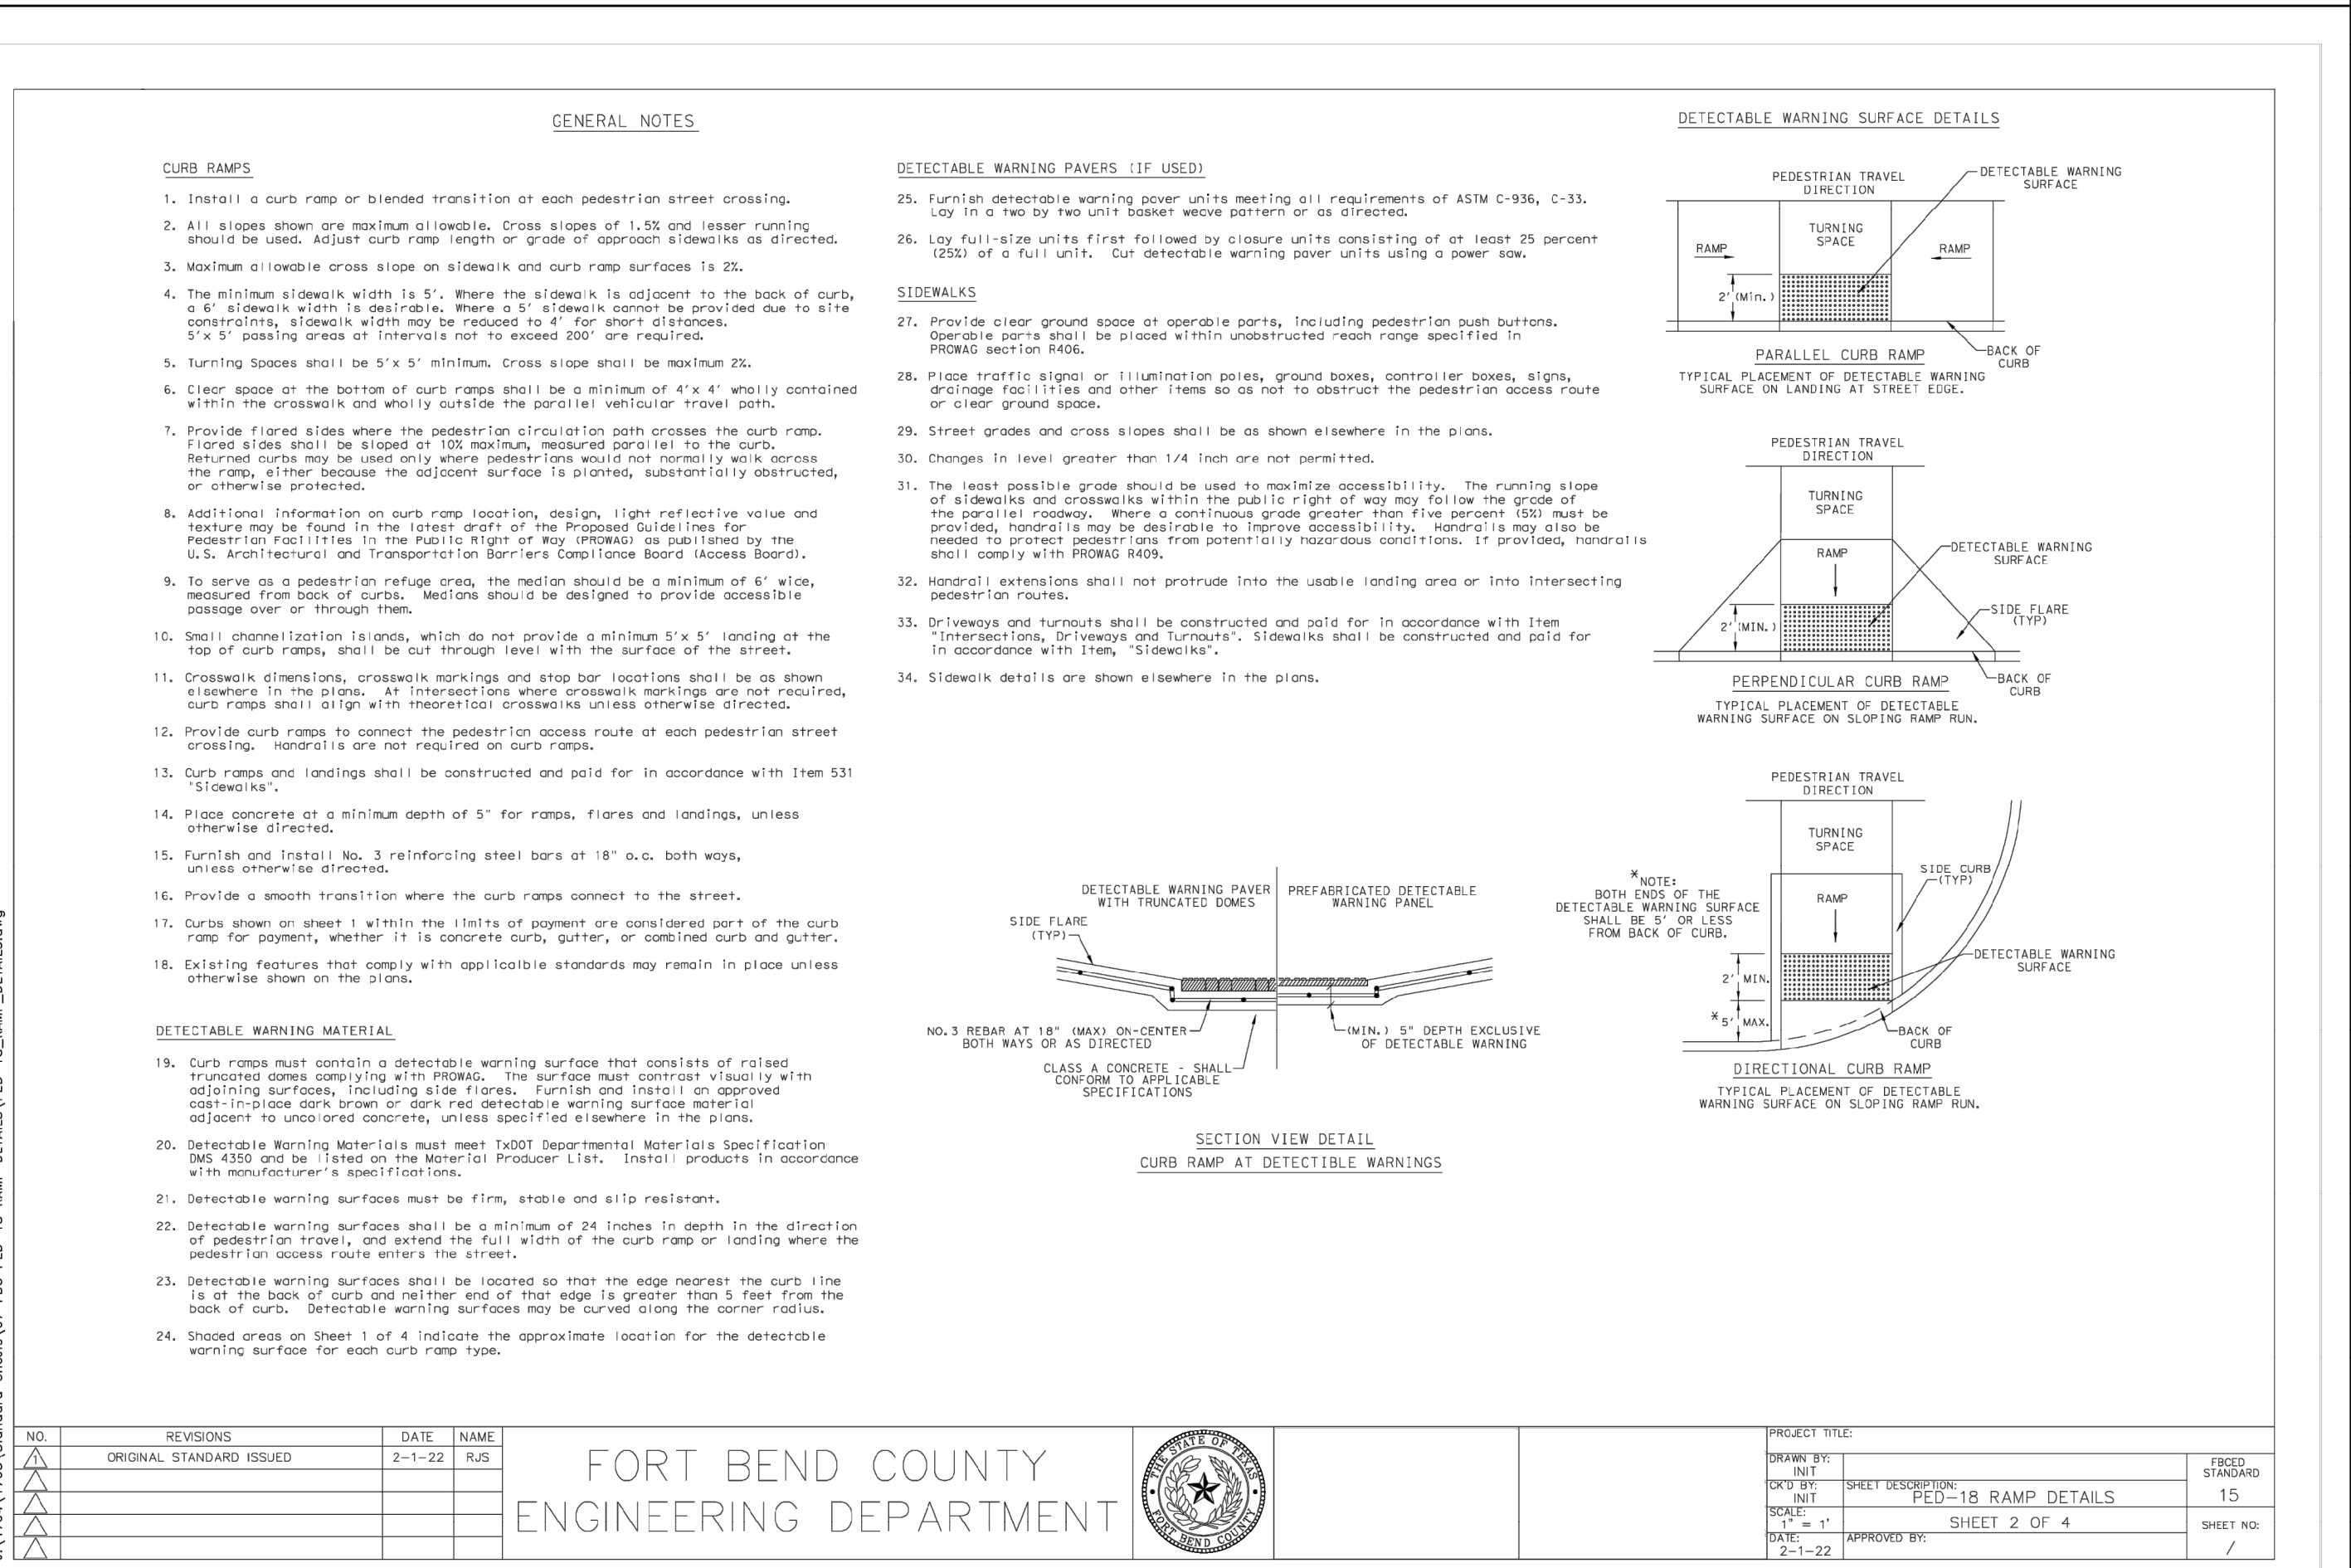 GENERAL NOTES
CURB RAMPS
1. Install a curb ramp or blended transition at each pedestrian street crossing.
2. All slopes shown are maximum allowable. Cross slopes of 1.5% and lesser running
should be used. Adjust curb ramp length or grade of approach sidewalks as directed.
3. Maximum allowable cross slope on sidewalk and curb ramp surfaces is 2%.
4. The minimum sidewalk width is 5'. Where the sidewalk is adjacent to the back of curb,
a 6' sidewalk width is desirable. Where a 5' sidewalk cannot be provided due to site
constraints, sidewalk width may be reduced to 4' for short distances.
5'x 5' passing areas at intervals not to exceed 200' are required.
5. Turning Spaces shall be 5'x 5' minimum. Cross slope shall be maximum 2%.
6. Clear space at the bottom of curb ramps shall be a minimum of 4'x 4' wholly contained
within the crosswalk and wholly outside the parallel vehicular travel path.
7. Provide flared sides where the pedestrian circulation path crosses the curb ramp.
Flared sides shall be sloped at 10% maximum, measured parallel to the curb.
Returned curbs may be used only where pedestrians would not normally walk across
the ramp, either because the adjacent surface is planted, substantially obstructed,
or otherwise protected.
8. Additional information on curb ramp location, design, light reflective value and
texture may be found in the latest draft of the Proposed Guidelines for
Pedestrian Facilities in the Public Right of Way (PROWAG) as published by the
U.S. Architectural and Transportation Barriers Compliance Board (Access Board).
9. To serve as a pedestrian refuge area, the median should be a minimum of 6' wide,
measured from back of curbs. Medians should be designed to provide accessible
passage over or through them.
10. Small channelization islands, which do not provide a minimum 5'x 5' landing at the
top of curb ramps, shall be cut through level with the surface of the street.
11. Crosswalk dimensions, crosswalk markings and stop bar locations shall be as shown
elsewhere in the plans. At intersections where crosswalk markings are not required,
curb ramps shall align with theoretical crosswalks unless otherwise directed.
12. Provide curb ramps to connect the pedestrian access route at each pedestrian street
crossing. Handrails are not required on curb ramps.
13. Curb ramps and landings shall be constructed and paid for in accordance with Item 531
"Sidewalks".
14. Place concrete at a minimum depth of 5" for ramps, flares and landings, unless
otherwise directed.
15. Furnish and install No. 3 reinforcing steel bars at 18" o.c. both ways,
unless otherwise directed.
16. Provide a smooth transition where the curb ramps connect to the street.
17. Curbs shown on sheet 1 within the limits of payment are considered part of the curb
ramp for payment, whether it is concrete curb, gutter, or combined curb and gutter.
18. Existing features that comply with applicalble standards may remain in place unless
otherwise shown on the plans.
DETECTABLE WARNING MATERIAL
19. Curb ramps must contain a detectable warning surface that consists of raised
truncated domes complying with PROWAG. The surface must contrast visually with
adjoining surfaces, including side flares. Furnish and install an approved
cast-in-place dark brown or dark red detectable warning surface material
adjacent to uncolored concrete, unless specified elsewhere in the plans.
20. Detectable Warning Materials must meet TxDOT Departmental Materials Specification
DMS 4350 and be listed on the Material Producer List. Install products in accordance
with manufacturer's specifications.
21. Detectable warning surfaces must be firm, stable and slip resistant.
22. Detectable warning surfaces shall be a minimum of 24 inches in depth in the direction
of pedestrian travel, and extend the full width of the curb ramp or landing where the
pedestrian access route enters the street.
23. Detectable warning surfaces shall be located so that the edge nearest the curb line
is at the back of curb and neither end of that edge is greater than 5 feet from the
back of curb. Detectable warning surfaces may be curved along the corner radius.
24. Shaded areas on Sheet 1 of 4 indicate the approximate location for the detectable
warning surface for each curb ramp type.
DETECTABLE WARNING PAVERS (IF USED)
25. Furnish detectable warning paver units meeting all requirements of ASTM C-936, C-33.
Lay in a two by two unit basket weave pattern or as directed.
26. Lay full-size units first followed by closure units consisting of at least 25 percent
(25%) of a full unit. Cut detectable warning paver units using a power saw.
SIDEWALKS
27. Provide clear ground space at operable parts, including pedestrian push buttons.
Operable parts shall be placed within unobstructed reach range specified in
PROWAG section R406.
28. Place traffic signal or illumination poles, ground boxes, controller boxes, signs,
drainage facilities and other items so as not to obstruct the pedestrian access route
or clear ground space.
29. Street grades and cross slopes shall be as shown elsewhere in the plans.
30. Changes in level greater than 1/4 inch are not permitted.
31. The least possible grade should be used to maximize accessibility. The running slope
of sidewalks and crosswalks within the public right of way may follow the grade of
the parallel roadway. Where a continuous grade greater than five percent (5%) must be
provided, handrails may be desirable to improve accessibility. Handrails may also be
needed to protect pedestrians from potentially hazardous conditions. If provided, handrails
shall comply with PROWAG R409.
32. Handrail extensions shall not protrude into the usable landing area or into intersecting
pedestrian routes.
33. Driveways and turnouts shall be constructed and paid for in accordance with Item
"Intersections, Driveways and Turnouts". Sidewalks shall be constructed and paid for
in accordance with Item, "Sidewalks".
34. Sidewalk details are shown elsewhere in the plans.
DETECTABLE WARNING PAVER
WITH TRUNCATED DOMES
PREFABRICATED DETECTABLE
WARNING PANEL
SIDE FLARE
(TYP)
NO. 3 REBAR AT 18" (MAX) ON-CENTER
BOTH WAYS OR AS DIRECTED
(MIN.) 5" DEPTH EXCLUSIVE
OF DETECTABLE WARNING
CLASS A CONCRETE - SHALL
CONFORM TO APPLICABLE
SPECIFICATIONS
SECTION VIEW DETAIL
CURB RAMP AT DETECTIBLE WARNINGS
DETECTABLE WARNING SURFACE DETAILS
PEDESTRIAN TRAVEL
DIRECTION
DETECTABLE WARNING
SURFACE
TURNING
SPACE
RAMP
RAMP
2' (Min.)
BACK OF
CURB
PARALLEL CURB RAMP
TYPICAL PLACEMENT OF DETECTABLE WARNING
SURFACE ON LANDING AT STREET EDGE.
PEDESTRIAN TRAVEL
DIRECTION
TURNING
SPACE
RAMP
DETECTABLE WARNING
SURFACE
SIDE FLARE
(TYP)
2' (MIN.)
BACK OF
CURB
PERPENDICULAR CURB RAMP
TYPICAL PLACEMENT OF DETECTABLE
WARNING SURFACE ON SLOPING RAMP RUN.
PEDESTRIAN TRAVEL
DIRECTION
TURNING
SPACE
SIDE CURB
(TYP)
*NOTE:
BOTH ENDS OF THE
DETECTABLE WARNING SURFACE
SHALL BE 5' OR LESS
FROM BACK OF CURB.
RAMP
DETECTABLE WARNING
SURFACE
2' MIN.
* 5' MAX.
BACK OF
CURB
DIRECTIONAL CURB RAMP
TYPICAL PLACEMENT OF DETECTABLE
WARNING SURFACE ON SLOPING RAMP RUN.
NO. REVISIONS DATE NAME
1 ORIGINAL STANDARD ISSUED 2-1-22 RJS
FORT BEND COUNTY
ENGINEERING DEPARTMENT
THE STATE OF TEXAS
FORT BEND COUNTY
PROJECT TITLE:
DRAWN BY:
INIT
CK'D BY:
INIT
SCALE:
1" = 1'
DATE:
2-1-22
SHEET DESCRIPTION:
PED-18 RAMP DETAILS
SHEET 2 OF 4
APPROVED BY:
FBCED
STANDARD
15
SHEET NO:
/